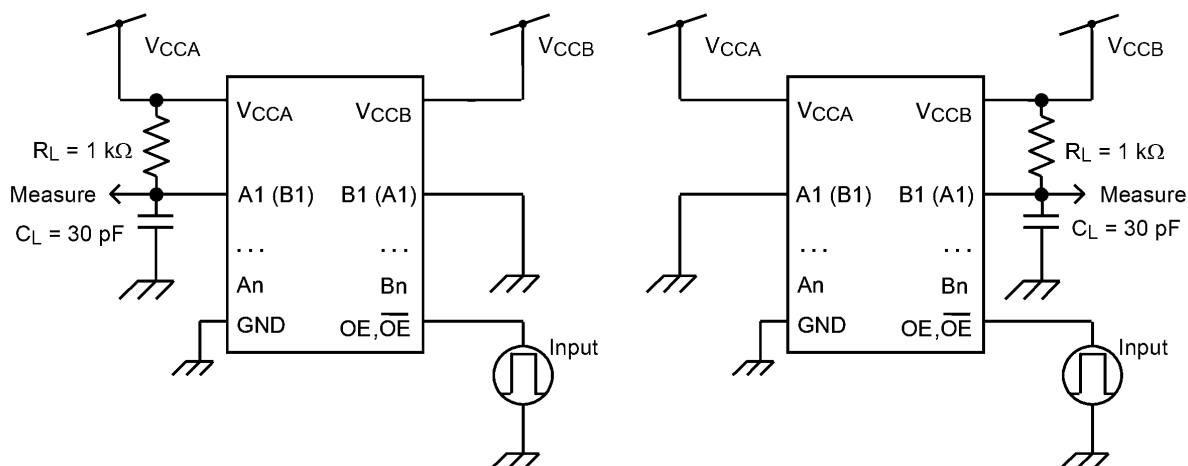 VCCA
VCCB
VCCA
VCCB
RL = 1 kΩ
Measure
A1 (B1)
B1 (A1)
CL = 30 pF
...
...
An
Bn
GND
OE,O̅E̅
Input
VCCA
VCCB
VCCA
VCCB
RL = 1 kΩ
A1 (B1)
B1 (A1)
Measure
CL = 30 pF
...
...
An
Bn
GND
OE,O̅E̅
Input